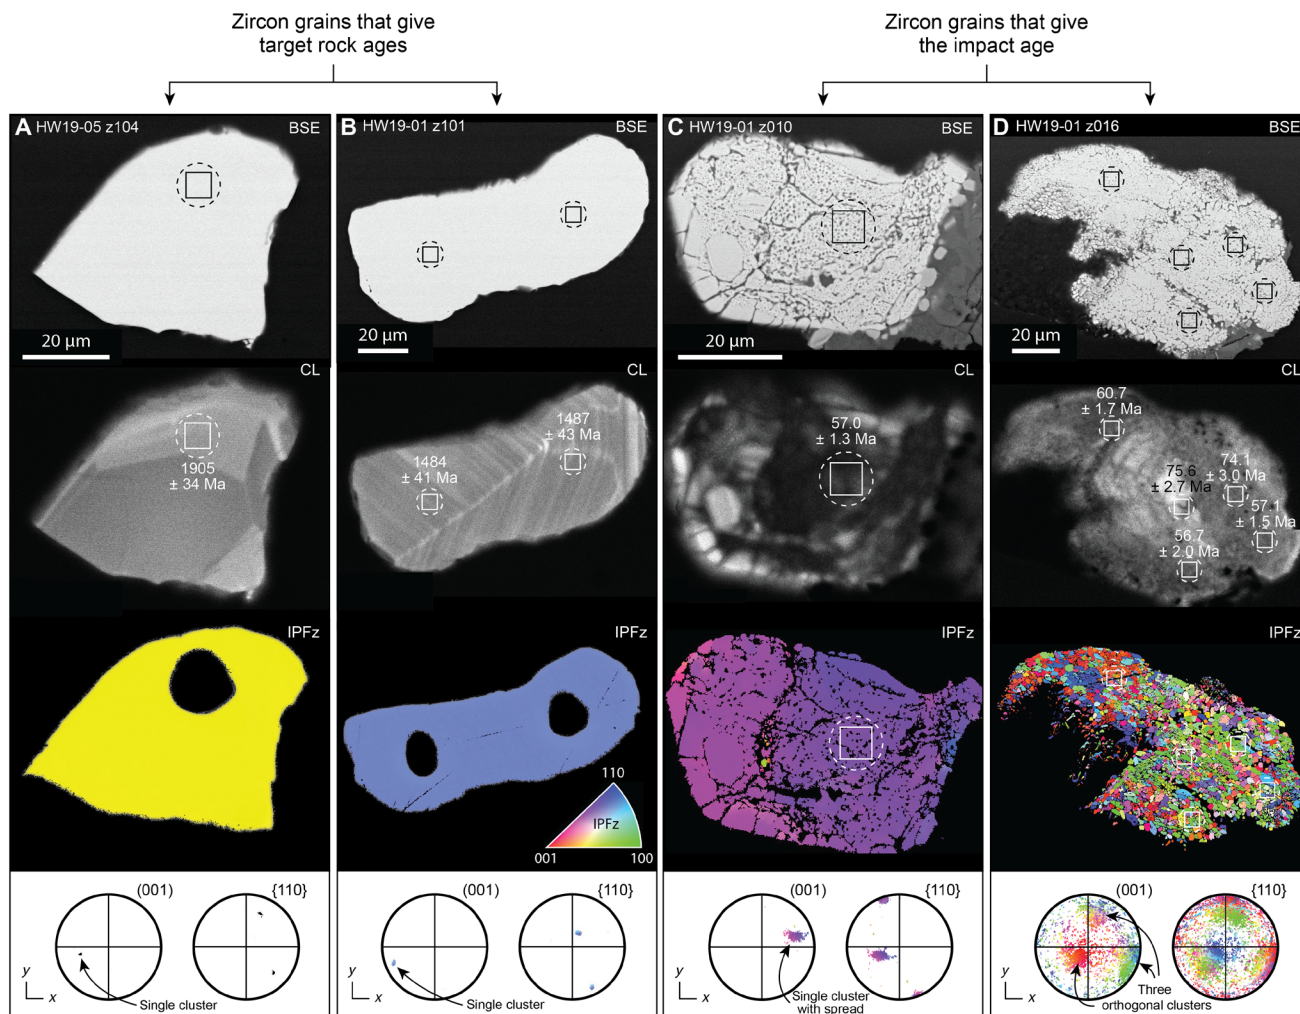 Zircon grains that give
target rock ages
Zircon grains that give
the impact age
A HW19-05 z104 BSE
20 µm
CL
1905
± 34 Ma
IPFz
(001) {110}
y
x
Single cluster
B HW19-01 z101 BSE
20 µm
CL
1487
± 43 Ma
1484
± 41 Ma
IPFz
110
IPFz
001 100
(001) {110}
y
x
Single cluster
C HW19-01 z010 BSE
20 µm
CL
57.0
± 1.3 Ma
IPFz
(001) {110}
y
x
Single cluster
with spread
D HW19-01 z016 BSE
20 µm
CL
60.7
± 1.7 Ma
74.1
± 3.0 Ma
75.6
± 2.7 Ma
57.1
± 1.5 Ma
56.7
± 2.0 Ma
IPFz
(001) {110}
y
x
Three
orthogonal clusters